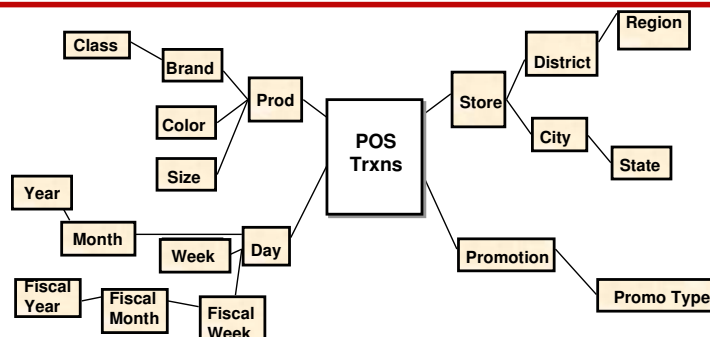 Class
Brand
Color
Size
Prod
POS
Trxns
Store
District
Region
City
State
Year
Month
Week
Day
Fiscal
Year
Fiscal
Month
Fiscal
Week
Promotion
Promo Type